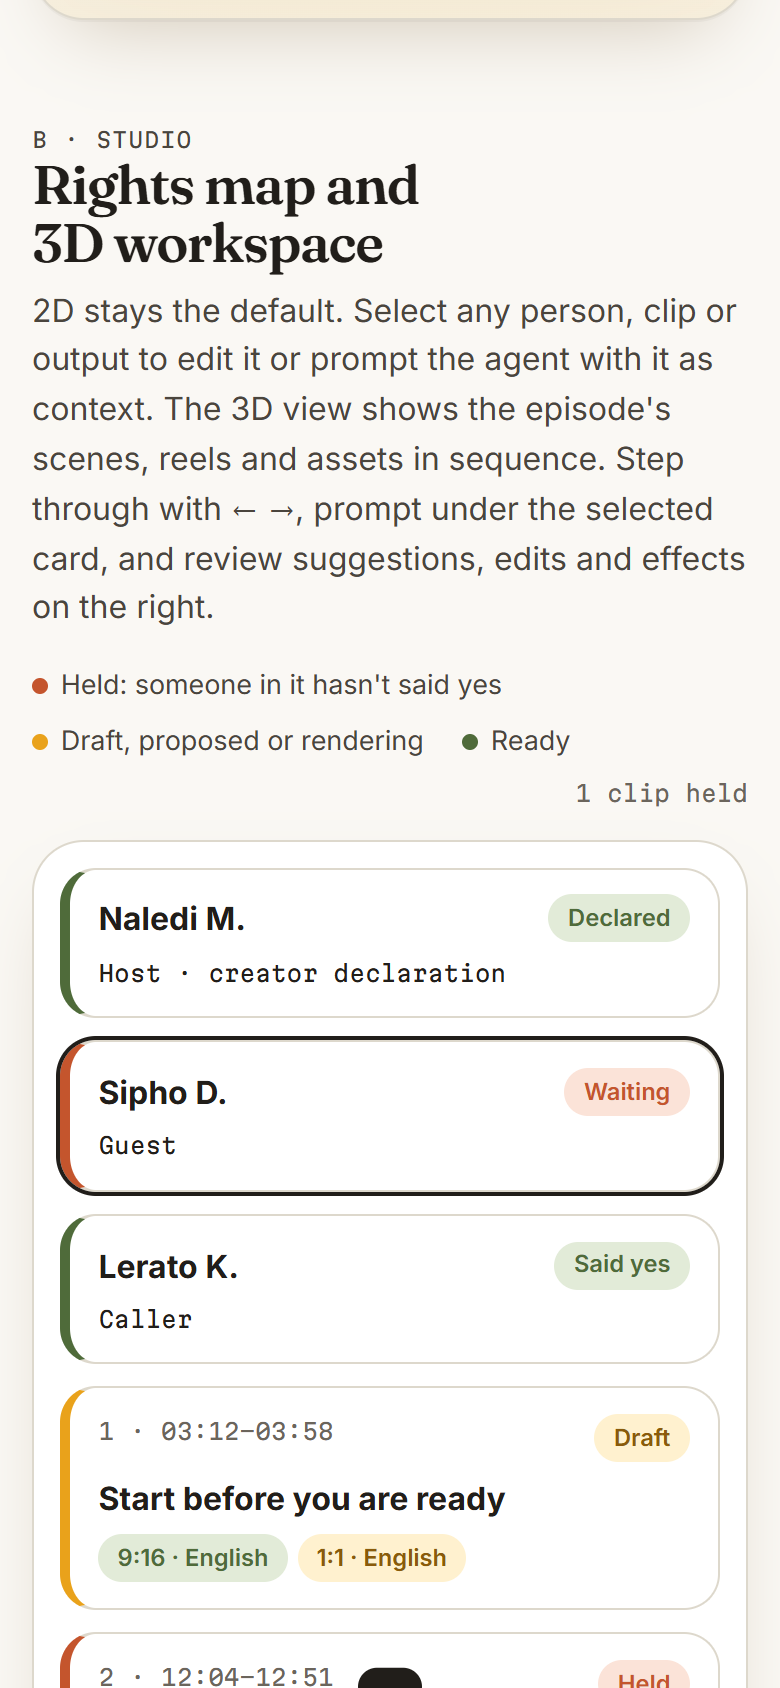 B · STUDIO
Rights map and
3D workspace
2D stays the default. Select any person, clip or
output to edit it or prompt the agent with it as
context. The 3D view shows the episode's
scenes, reels and assets in sequence. Step
through with ← →, prompt under the selected
card, and review suggestions, edits and effects
on the right.
Held: someone in it hasn't said yes
Draft, proposed or rendering
Ready
1 clip held
Naledi M.
Declared
Host · creator declaration
Sipho D.
Waiting
Guest
Lerato K.
Said yes
Caller
1 · 03:12–03:58
Draft
Start before you are ready
9:16 · English
1:1 · English
2 · 12:04–12:51
Held